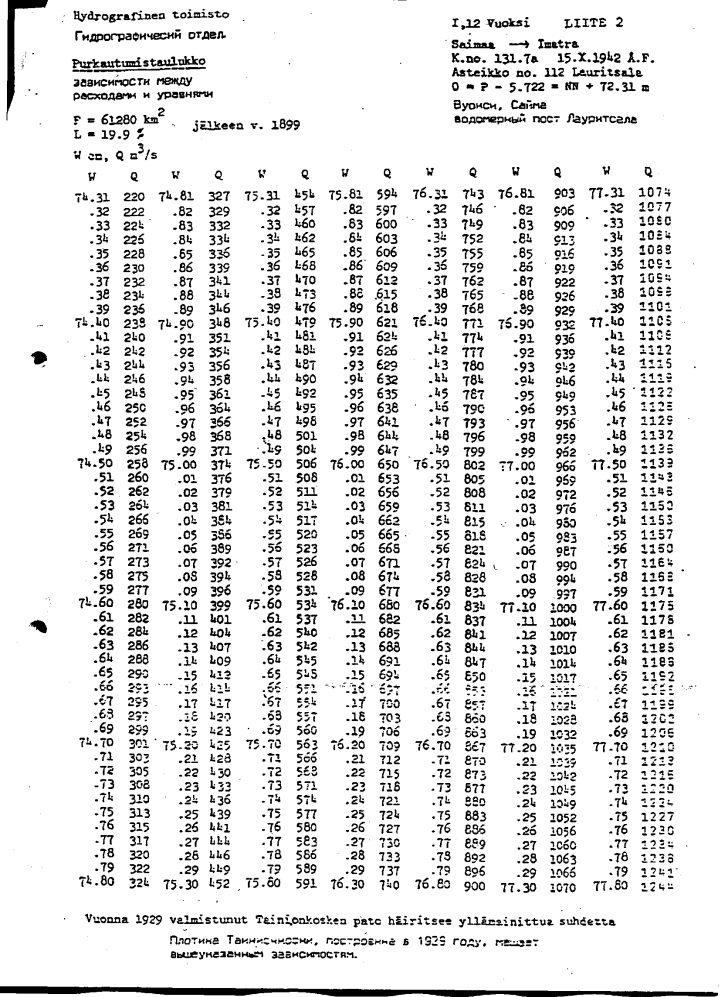 Hydrografinen toimisto
Гидрографический отдел
Purkautumistaulukko
зависимости между
расходами и уравнями
F = 61280 km2
L = 19.9 % jälkeen v. 1899
W cm, Q m3/s
I,12 Vuoksi LIITE 2
Saimaa → Imatra
K.no. 131.7a 15.X.1942 A.F.
Asteikko no. 112 Lauritsala
O = P - 5.722 = NN + 72.31 m
Вуокси, Сайма
водомерный пост Лауритсала
W Q W Q W Q W Q W Q W Q W Q
74.31 220 74.81 327 75.31 454 75.81 594 76.31 743 76.81 903 77.31 1074
.32 222 .82 329 .32 457 .82 597 .32 746 .82 906 .32 1077
.33 224 .83 332 .33 460 .83 600 .33 749 .83 909 .33 1080
.34 226 .84 334 .34 462 .84 603 .34 752 .84 913 .34 1084
.35 228 .85 336 .35 465 .85 606 .35 755 .85 916 .35 1088
.36 230 .86 339 .36 468 .86 609 .36 759 .86 919 .36 1091
.37 232 .87 341 .37 470 .87 612 .37 762 .87 922 .37 1094
.38 234 .88 344 .38 473 .88 615 .38 765 .88 926 .38 1098
.39 236 .89 346 .39 476 .89 618 .39 768 .89 929 .39 1101
74.40 238 74.90 348 75.40 479 75.90 621 76.40 771 76.90 932 77.40 1105
.41 240 .91 351 .41 481 .91 624 .41 774 .91 936 .41 1108
.42 242 .92 354 .42 484 .92 626 .42 777 .92 939 .42 1112
.43 244 .93 356 .43 487 .93 629 .43 780 .93 942 .43 1115
.44 246 .94 358 .44 490 .94 632 .44 784 .94 946 .44 1119
.45 248 .95 361 .45 492 .95 635 .45 787 .95 949 .45 1122
.46 250 .96 364 .46 495 .96 638 .46 790 .96 953 .46 1125
.47 252 .97 366 .47 498 .97 641 .47 793 .97 956 .47 1129
.48 254 .98 368 .48 501 .98 644 .48 796 .98 959 .48 1132
.49 256 .99 371 .49 504 .99 647 .49 799 .99 962 .49 1136
74.50 258 75.00 374 75.50 506 76.00 650 76.50 802 77.00 966 77.50 1139
.51 260 .01 376 .51 508 .01 653 .51 805 .01 969 .51 1143
.52 262 .02 379 .52 511 .02 656 .52 808 .02 972 .52 1146
.53 264 .03 381 .53 514 .03 659 .53 811 .03 976 .53 1150
.54 266 .04 384 .54 517 .04 662 .54 815 .04 980 .54 1153
.55 269 .05 386 .55 520 .05 665 .55 818 .05 983 .55 1157
.56 271 .06 389 .56 523 .06 668 .56 821 .06 987 .56 1160
.57 273 .07 392 .57 526 .07 671 .57 824 .07 990 .57 1164
.58 275 .08 394 .58 528 .08 674 .58 828 .08 994 .58 1168
.59 277 .09 396 .59 531 .09 677 .59 831 .09 997 .59 1171
74.60 280 75.10 399 75.60 534 76.10 680 76.60 834 77.10 1000 77.60 1175
.61 282 .11 401 .61 537 .11 682 .61 837 .11 1004 .61 1178
.62 284 .12 404 .62 540 .12 685 .62 841 .12 1007 .62 1181
.63 286 .13 407 .63 542 .13 688 .63 844 .13 1010 .63 1185
.64 288 .14 409 .64 545 .14 691 .64 847 .14 1014 .64 1188
.65 290 .15 412 .65 548 .15 694 .65 850 .15 1017 .65 1192
.66 293 .16 414 .66 551 .16 697 .66 853 .16 .66
.67 295 .17 417 .67 554 .17 700 .67 857 .17 1024 .67 1199
.68 297 .18 420 .68 557 .18 703 .68 860 .18 1028 .68 1202
.69 299 .19 423 .69 560 .19 706 .69 863 .19 1032 .69 1206
74.70 301 75.20 425 75.70 563 76.20 709 76.70 867 77.20 1035 77.70 1210
.71 303 .21 428 .71 566 .21 712 .71 870 .21 1039 .71 1213
.72 305 .22 430 .72 568 .22 715 .72 873 .22 1042 .72 1216
.73 308 .23 433 .73 571 .23 718 .73 877 .23 1045 .73 1220
.74 310 .24 436 .74 574 .24 721 .74 880 .24 1049 .74 1224
.75 313 .25 439 .75 577 .25 724 .75 883 .25 1052 .75 1227
.76 315 .26 441 .76 580 .26 727 .76 886 .26 1056 .76 1230
.77 317 .27 444 .77 583 .27 730 .77 889 .27 1060 .77 1234
.78 320 .28 446 .78 586 .28 733 .78 892 .28 1063 .78 1238
.79 322 .29 449 .79 589 .29 737 .79 896 .29 1066 .79 1241
74.80 324 75.30 452 75.80 591 76.30 740 76.80 900 77.30 1070 77.80 1244
Vuonna 1929 valmistunut Tainionkosken pato häiritsee ylläminittua suhdetta
Плотина построенна в 1929 году, мешает
вышеуказанным зависимостям.